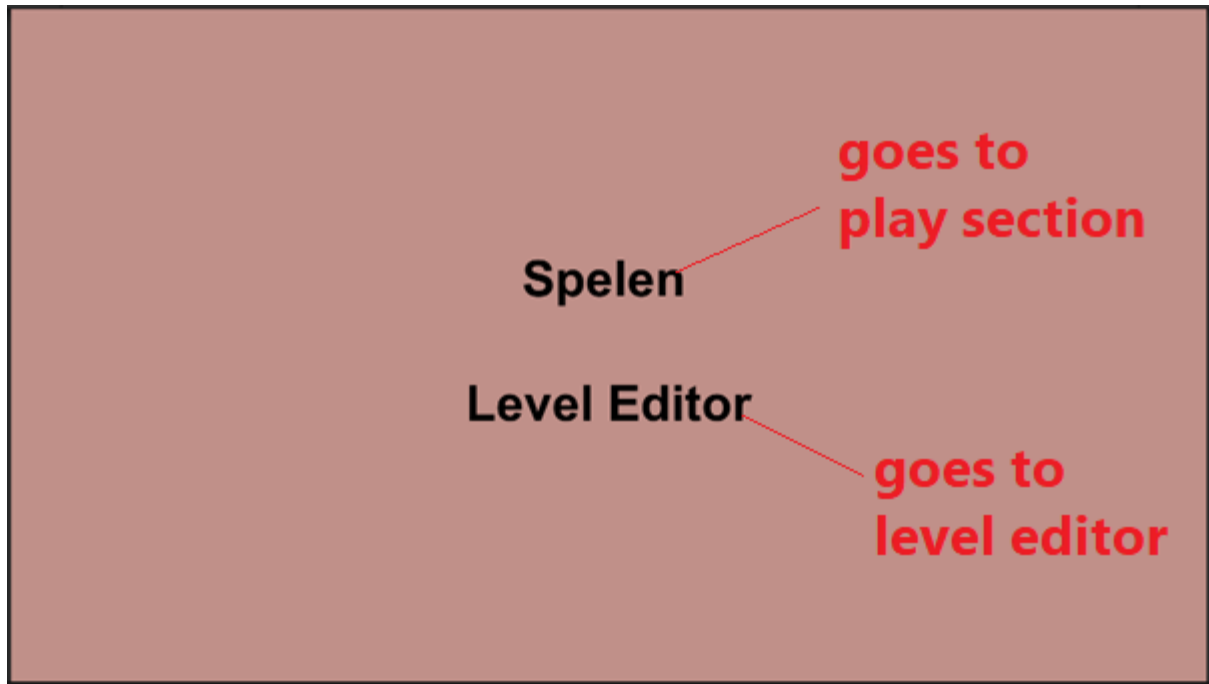 goes to
play section
Spelen
Level Editor
goes to
level editor